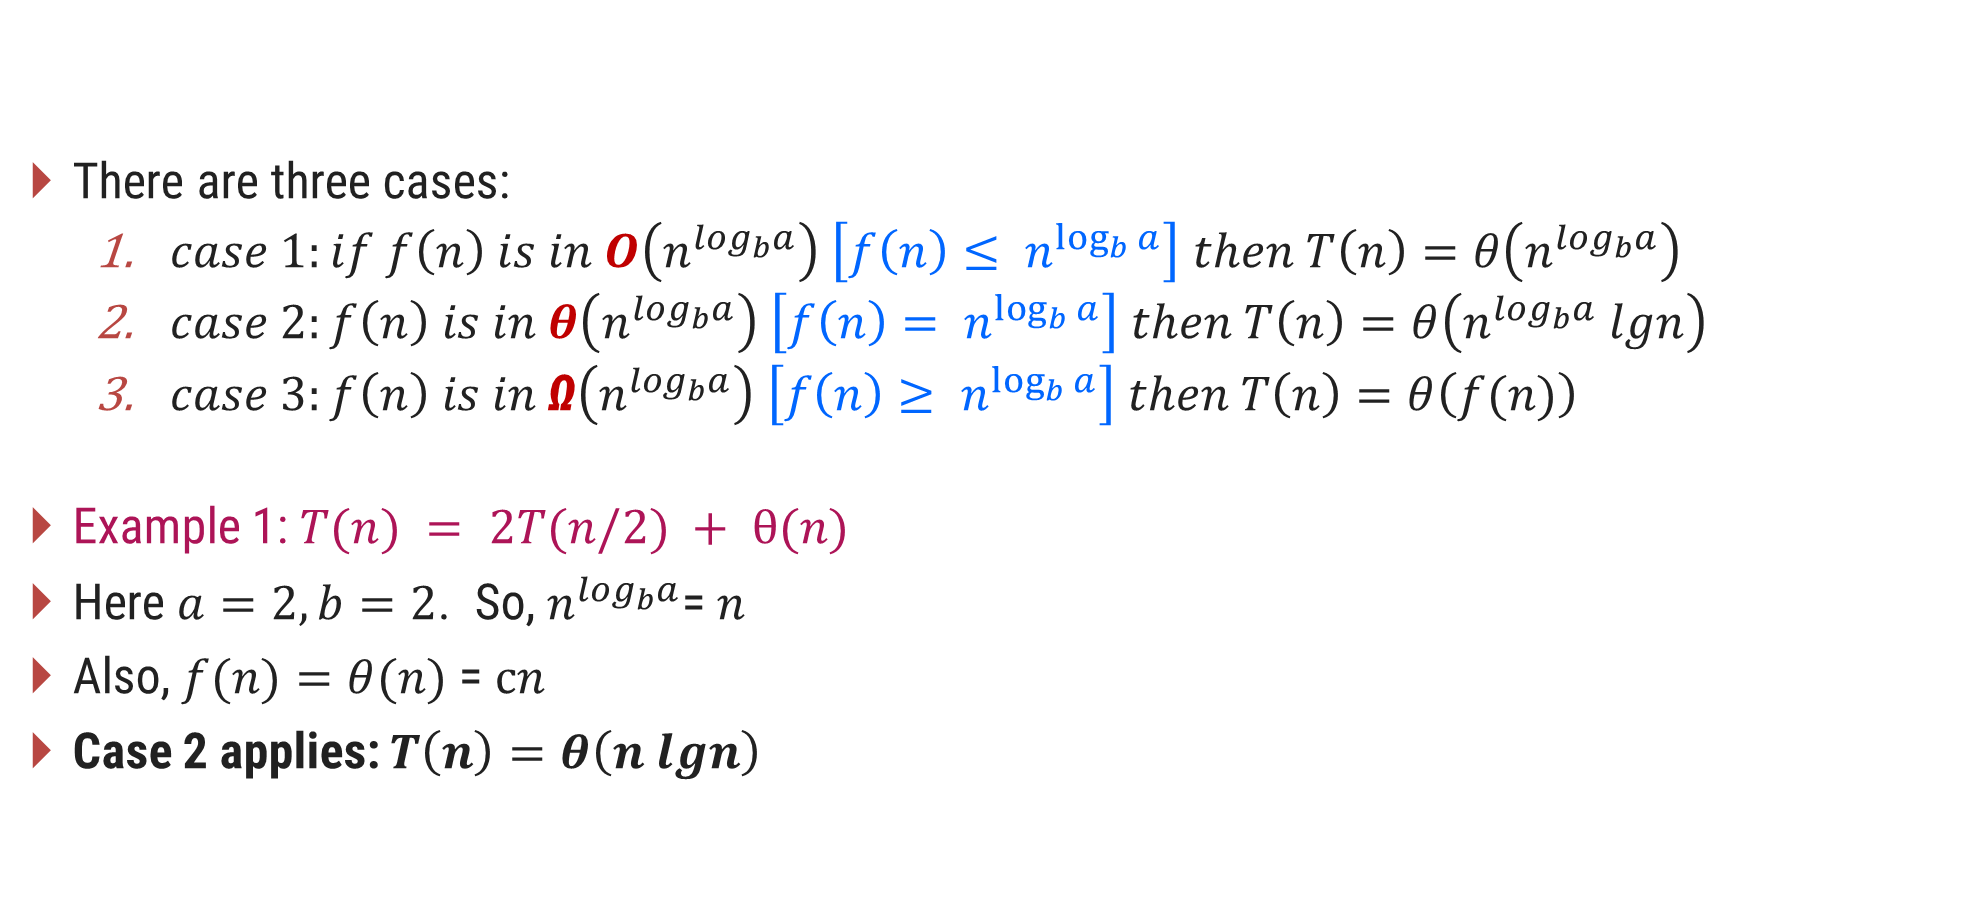 There are three cases:
1. case 1: if f(n) is in O(n^{log_b a}) [f(n) ≤ n^{log_b a}] then T(n) = θ(n^{log_b a})
2. case 2: f(n) is in θ(n^{log_b a}) [f(n) = n^{log_b a}] then T(n) = θ(n^{log_b a} lgn)
3. case 3: f(n) is in Ω(n^{log_b a}) [f(n) ≥ n^{log_b a}] then T(n) = θ(f(n))
Example 1: T(n) = 2T(n/2) + θ(n)
Here a = 2, b = 2. So, n^{log_b a} = n
Also, f(n) = θ(n) = cn
Case 2 applies: T(n) = θ(n lgn)